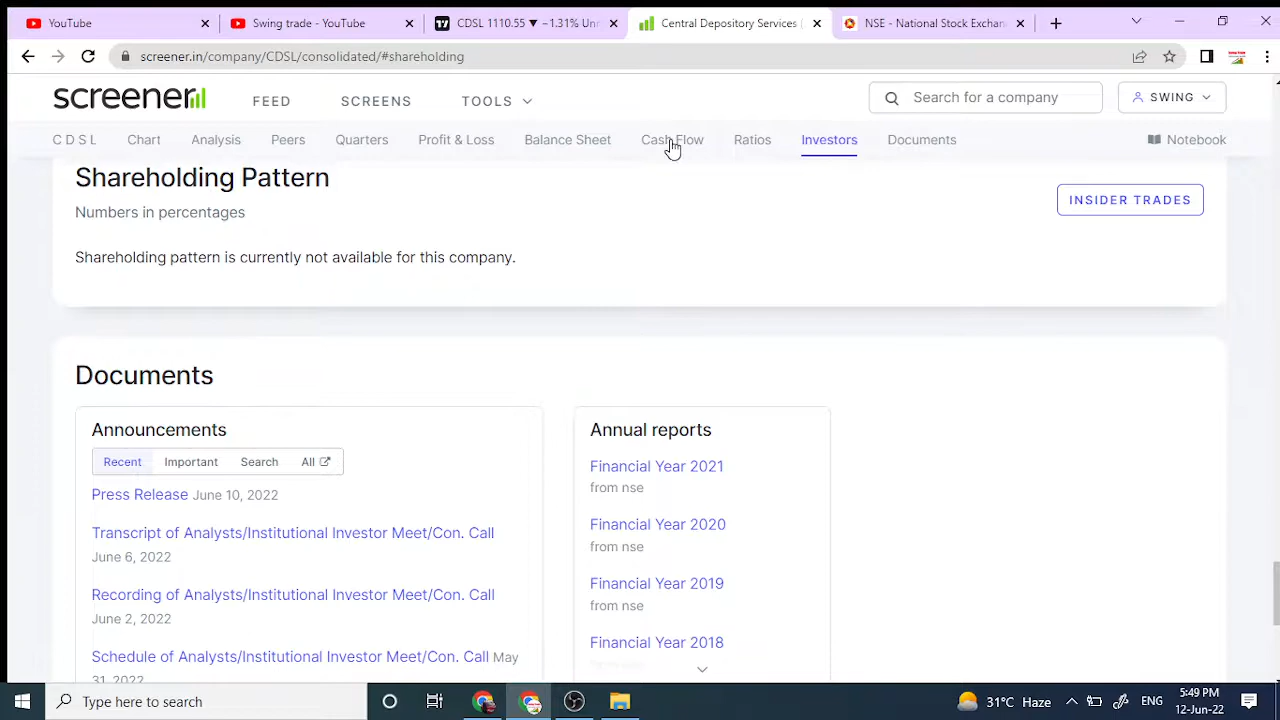 YouTube
Swing trade - YouTube
CDSL 1110.55 ▼ −1.31% Un
Central Depository Services (
NSE - National Stock Exchan
screener.in/company/CDSL/consolidated/#shareholding
screener
FEED
SCREENS
TOOLS
Search for a company
SWING
C D S L
Chart
Analysis
Peers
Quarters
Profit & Loss
Balance Sheet
Cash Flow
Ratios
Investors
Documents
Notebook
Shareholding Pattern
Numbers in percentages
INSIDER TRADES
Shareholding pattern is currently not available for this company.
Documents
Announcements
Recent
Important
Search
All
Press Release June 10, 2022
Transcript of Analysts/Institutional Investor Meet/Con. Call
June 6, 2022
Recording of Analysts/Institutional Investor Meet/Con. Call
June 2, 2022
Schedule of Analysts/Institutional Investor Meet/Con. Call May
31, 2022
Annual reports
Financial Year 2021
from nse
Financial Year 2020
from nse
Financial Year 2019
from nse
Financial Year 2018
Type here to search
31°C Haze
ENG
5:49 PM
12-Jun-22